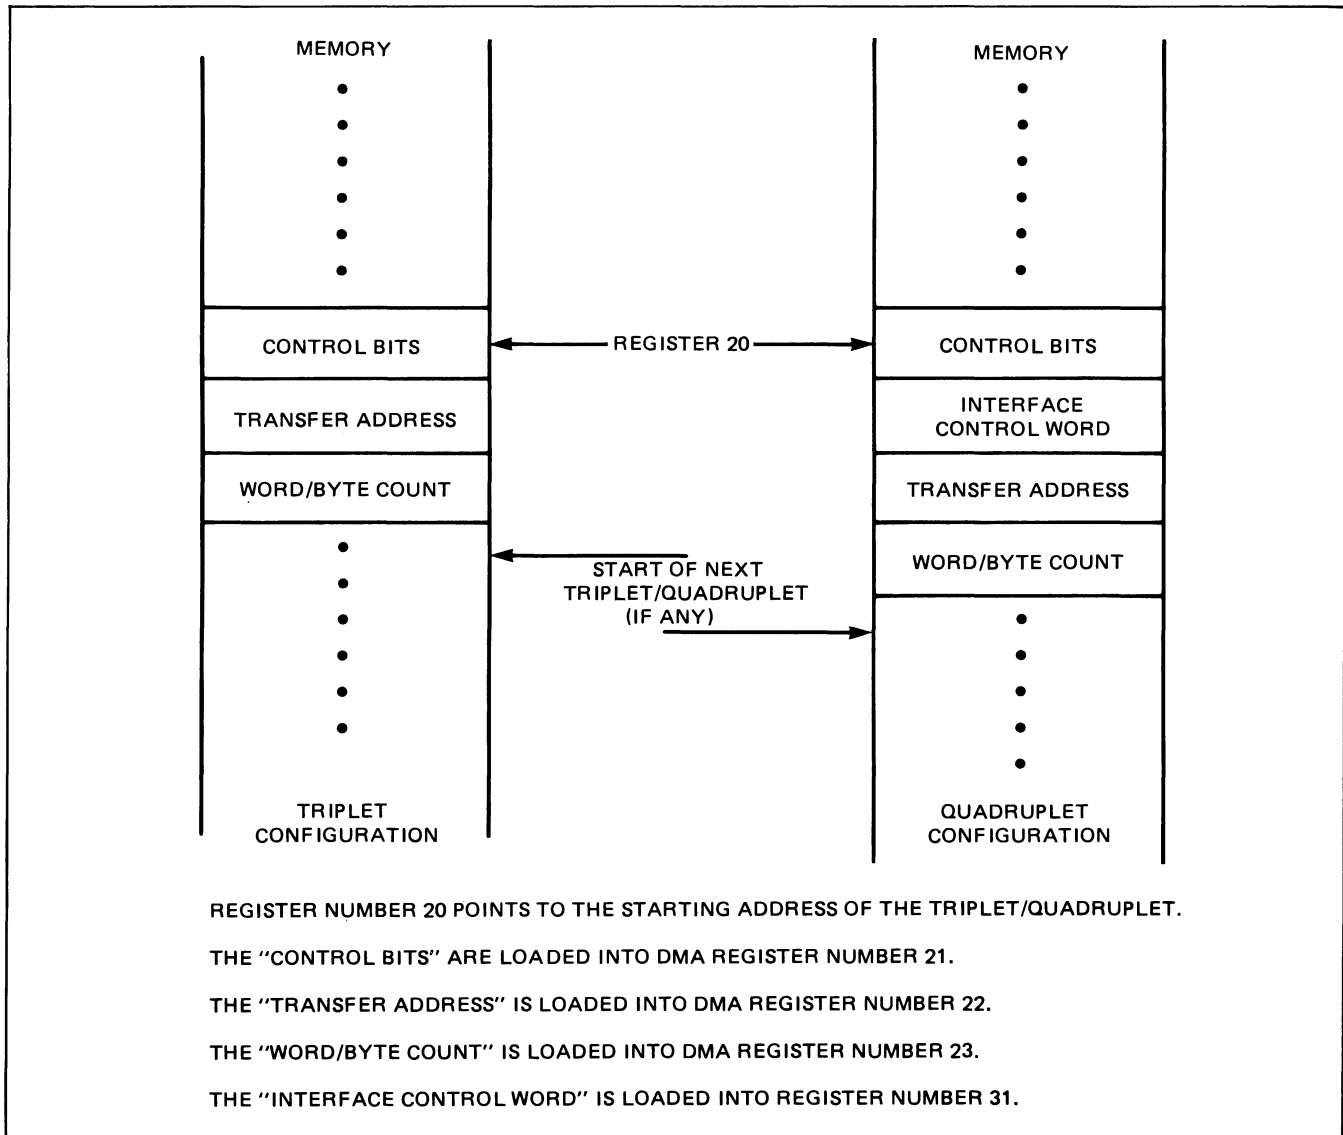 MEMORY
CONTROL BITS
TRANSFER ADDRESS
WORD/BYTE COUNT
TRIPLET
CONFIGURATION
REGISTER 20
START OF NEXT
TRIPLET/QUADRUPLET
(IF ANY)
MEMORY
CONTROL BITS
INTERFACE
CONTROL WORD
TRANSFER ADDRESS
WORD/BYTE COUNT
QUADRUPLET
CONFIGURATION
REGISTER NUMBER 20 POINTS TO THE STARTING ADDRESS OF THE TRIPLET/QUADRUPLET.
THE "CONTROL BITS" ARE LOADED INTO DMA REGISTER NUMBER 21.
THE "TRANSFER ADDRESS" IS LOADED INTO DMA REGISTER NUMBER 22.
THE "WORD/BYTE COUNT" IS LOADED INTO DMA REGISTER NUMBER 23.
THE "INTERFACE CONTROL WORD" IS LOADED INTO REGISTER NUMBER 31.